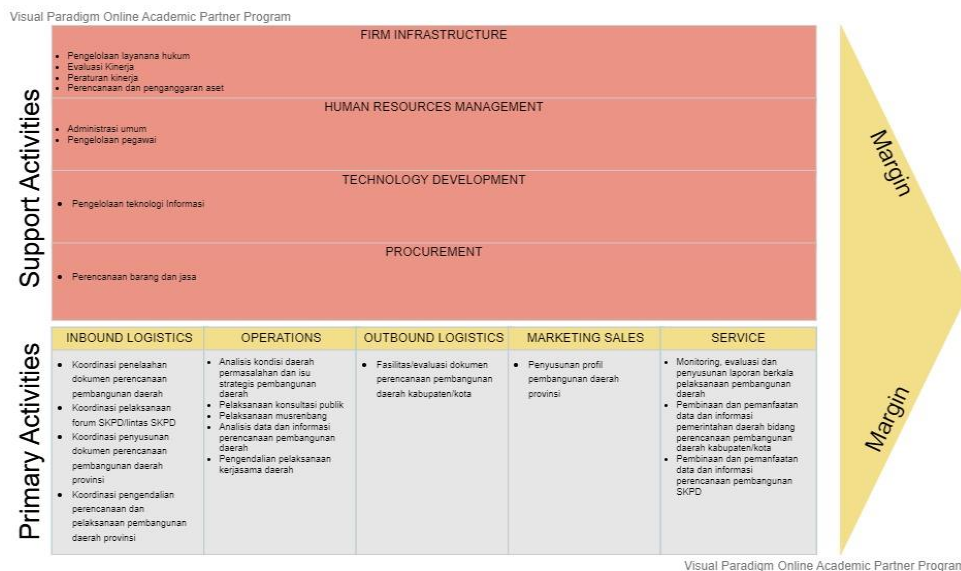 Visual Paradigm Online Academic Partner Program
Support Activities
FIRM INFRASTRUCTURE
• Pengelolaan layanana hukum
• Evaluasi Kinerja
• Peraturan kinerja
• Perencanaan dan penganggaran aset
HUMAN RESOURCES MANAGEMENT
• Administrasi umum
• Pengelolaan pegawai
TECHNOLOGY DEVELOPMENT
• Pengelolaan teknologi Informasi
PROCUREMENT
• Perencanaan barang dan jasa
Margin
Primary Activities
INBOUND LOGISTICS
• Koordinasi penelaahan
dokumen perencanaan
pembangunan daerah
• Koordinasi pelaksanaan
forum SKPD/lintas SKPD
• Koordinasi penyusunan
dokumen perencanaan
pembangunan daerah
provinsi
• Koordinasi pengendalian
perencanaan dan
pelaksanaan pembangunan
daerah provinsi
OPERATIONS
• Analisis kondisi daerah
permasalahan dan isu
strategis pembangunan
daerah
• Pelaksanaan konsultasi publik
• Pelaksanaan musrenbang
• Analisis data dan informasi
perencanaan pembangunan
daerah
• Pengendalian pelaksanaan
kerjasama daerah
OUTBOUND LOGISTICS
• Fasilitas/evaluasi dokumen
perencanaan pembangunan
daerah kabupaten/kota
MARKETING SALES
• Penyusunan profil
pembangunan daerah
provinsi
SERVICE
• Monitoring, evaluasi dan
penyusunan laporan berkala
pelaksanaan pembangunan
daerah
• Pembinaan dan pemanfaatan
data dan informasi
pemerintahan daerah bidang
perencanaan pembangunan
daerah kabupaten/kota
• Pembinaan dan pemanfaatan
data dan informasi
perencanaan pembangunan
SKPD
Margin
Visual Paradigm Online Academic Partner Program